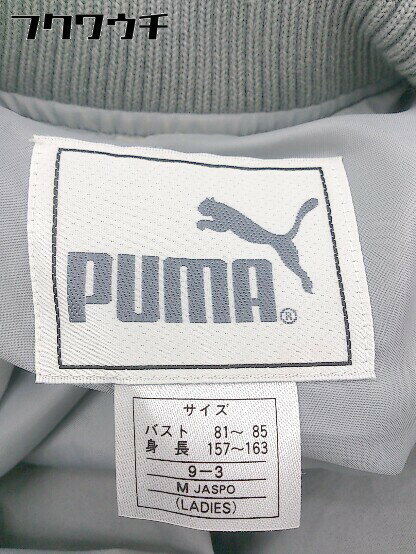 フクワウチ
PUMA®
サイズ
バスト 81～ 85
身 長 157～163
9－3
M JASPO
(LADIES)